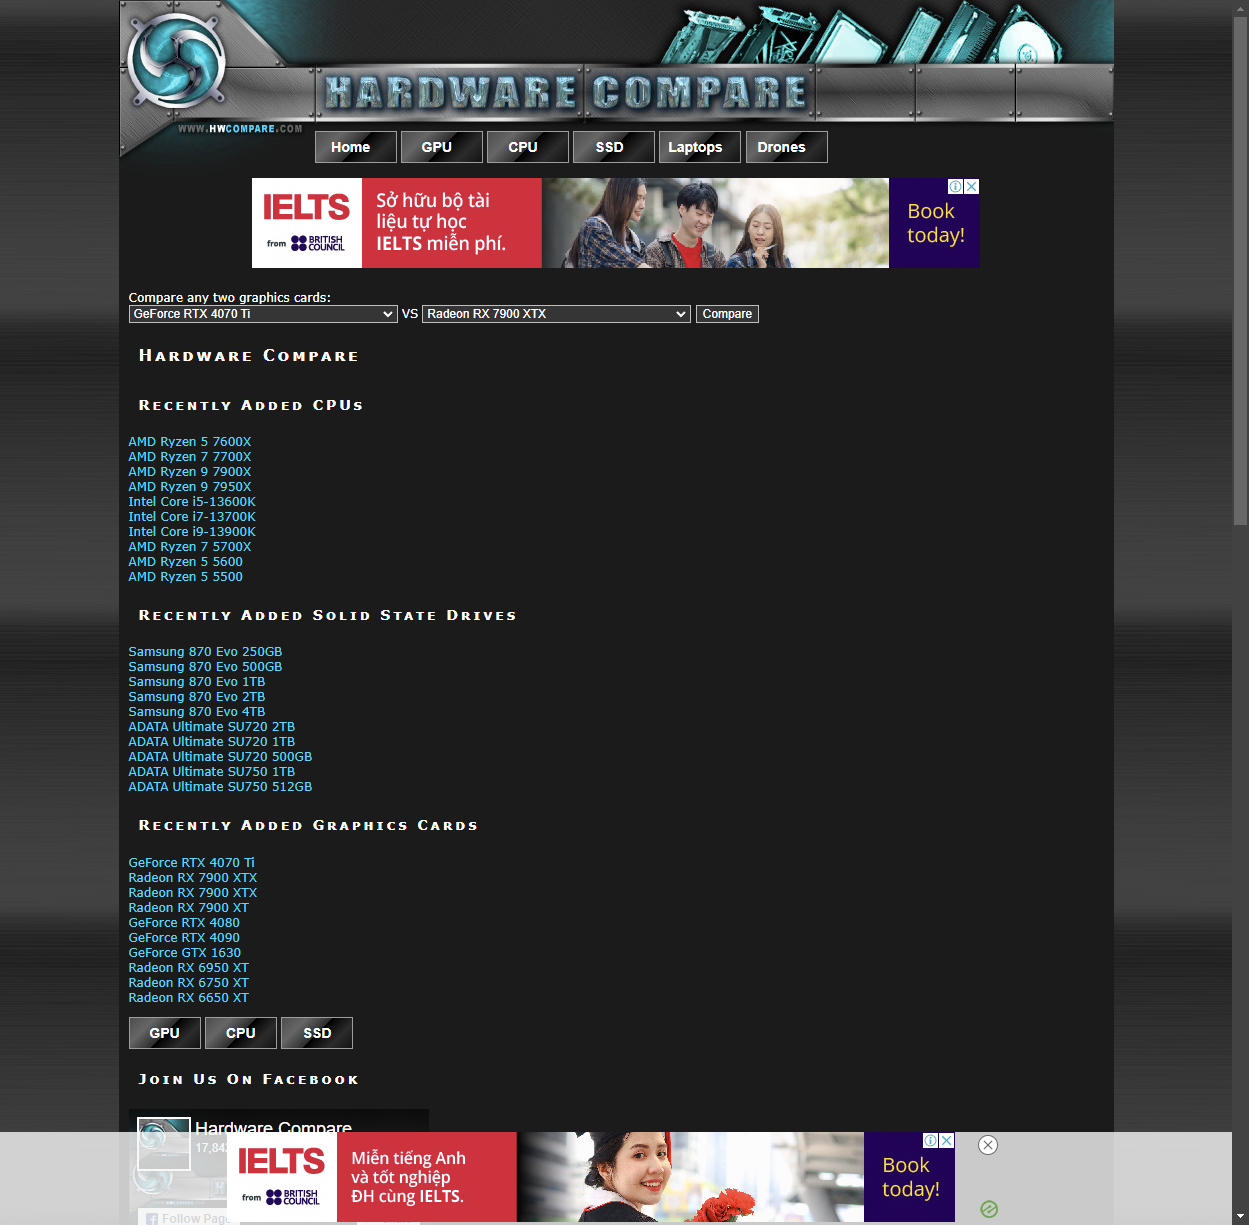 HARDWARE COMPARE
WWW.HWCOMPARE.COM
Home GPU CPU SSD Laptops Drones
IELTS
from BRITISH COUNCIL
Sở hữu bộ tài
liệu tự học
IELTS miễn phí.
Book
today!
Compare any two graphics cards:
GeForce RTX 4070 Ti VS Radeon RX 7900 XTX Compare
Hardware Compare
Recently Added CPUs
AMD Ryzen 5 7600X
AMD Ryzen 7 7700X
AMD Ryzen 9 7900X
AMD Ryzen 9 7950X
Intel Core i5-13600K
Intel Core i7-13700K
Intel Core i9-13900K
AMD Ryzen 7 5700X
AMD Ryzen 5 5600
AMD Ryzen 5 5500
Recently Added Solid State Drives
Samsung 870 Evo 250GB
Samsung 870 Evo 500GB
Samsung 870 Evo 1TB
Samsung 870 Evo 2TB
Samsung 870 Evo 4TB
ADATA Ultimate SU720 2TB
ADATA Ultimate SU720 1TB
ADATA Ultimate SU720 500GB
ADATA Ultimate SU750 1TB
ADATA Ultimate SU750 512GB
Recently Added Graphics Cards
GeForce RTX 4070 Ti
Radeon RX 7900 XTX
Radeon RX 7900 XTX
Radeon RX 7900 XT
GeForce RTX 4080
GeForce RTX 4090
GeForce GTX 1630
Radeon RX 6950 XT
Radeon RX 6750 XT
Radeon RX 6650 XT
GPU CPU SSD
Join Us On Facebook
Hardware Compare
IELTS
from BRITISH COUNCIL
Miễn tiếng Anh
và tốt nghiệp
ĐH cùng IELTS.
Book
today!
Follow Page